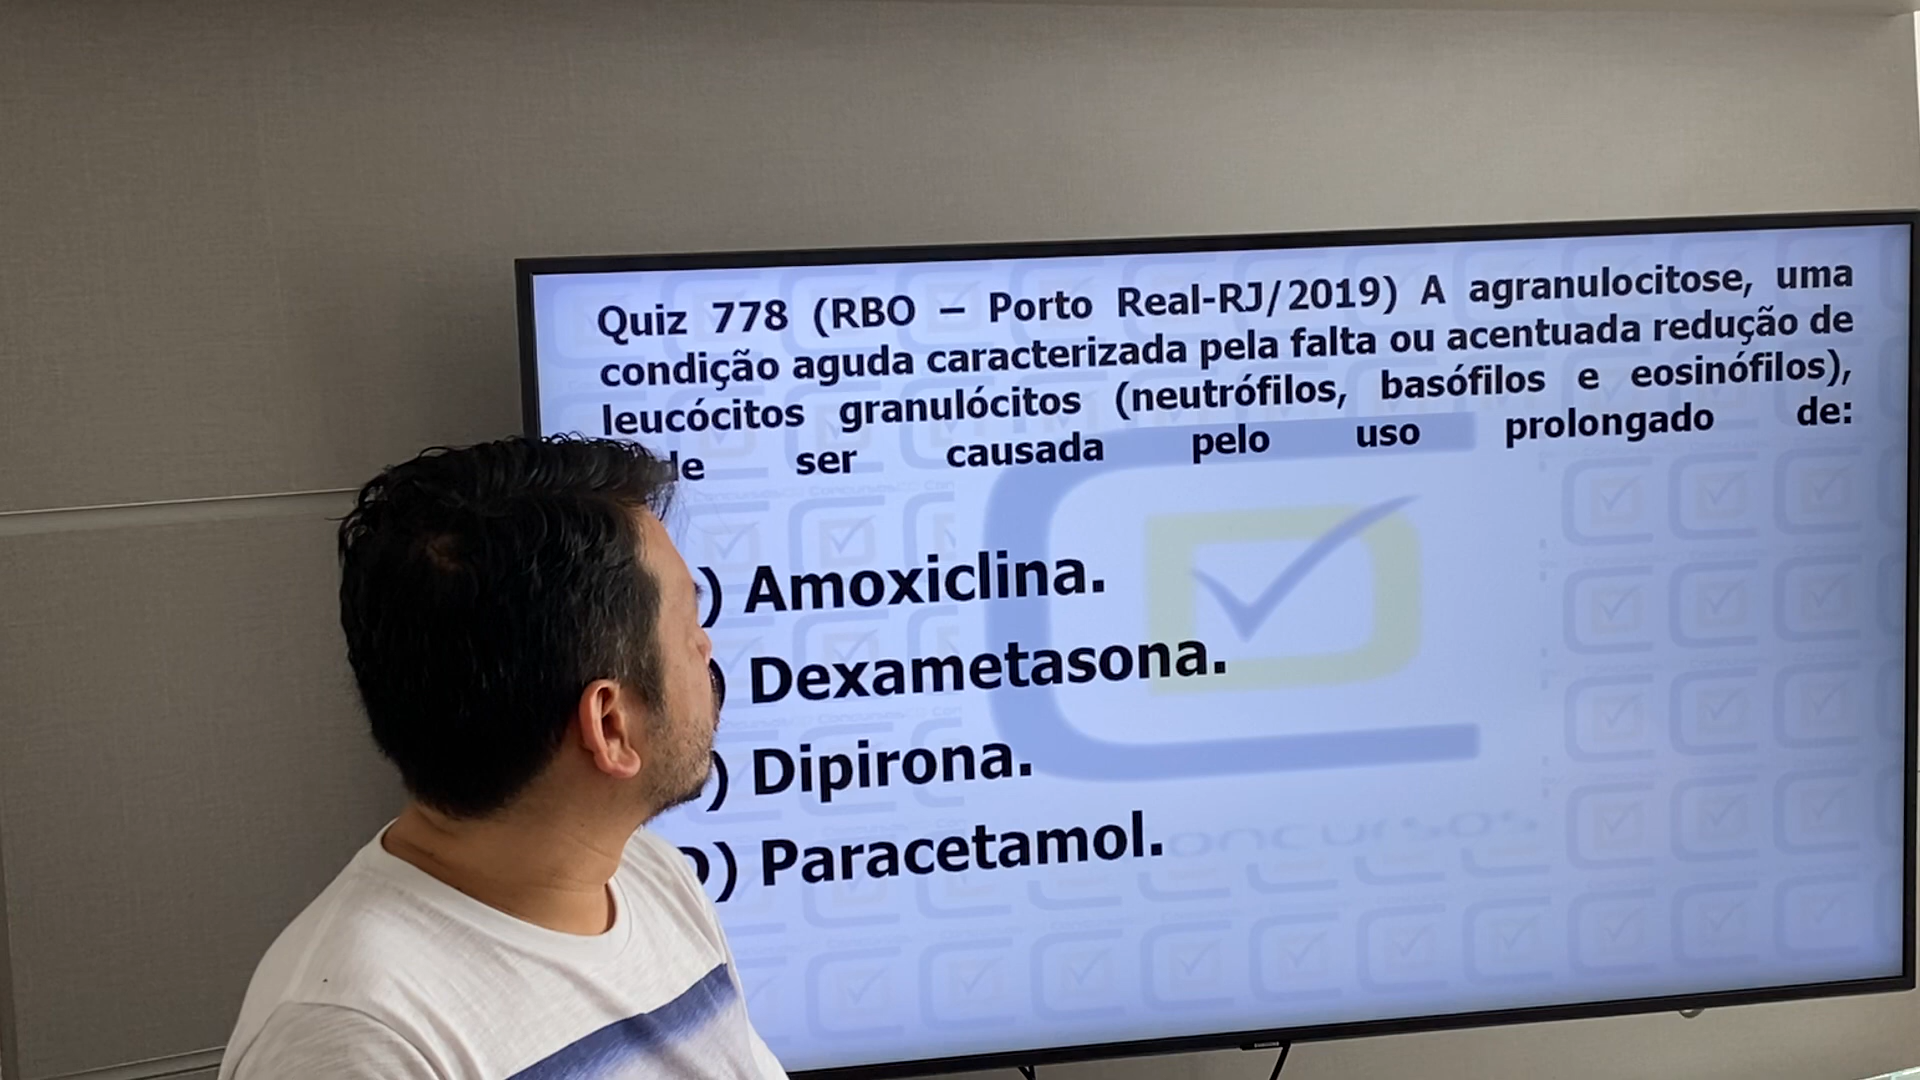 Quiz 778 (RBO – Porto Real-RJ/2019) A agranulocitose, uma
condição aguda caracterizada pela falta ou acentuada redução de
leucócitos granulócitos (neutrófilos, basófilos e eosinófilos),
ser causada pelo uso prolongado de:
) Amoxiclina.
) Dexametasona.
) Dipirona.
D) Paracetamol.
oncursos